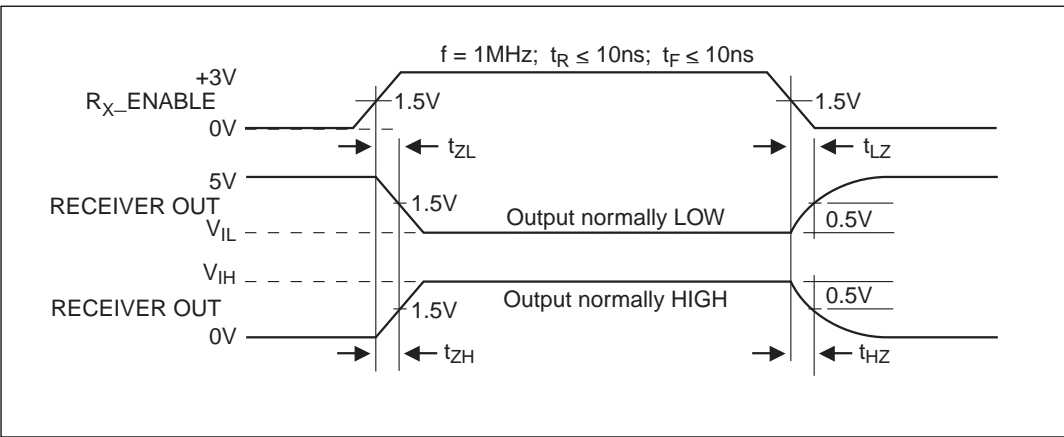 f = 1MHz; tR ≤ 10ns; tF ≤ 10ns
+3V
RX_ENABLE
1.5V
1.5V
0V
tZL
tLZ
5V
RECEIVER OUT
1.5V
Output normally LOW
0.5V
VIL
VIH
Output normally HIGH
0.5V
RECEIVER OUT
1.5V
0V
tZH
tHZ